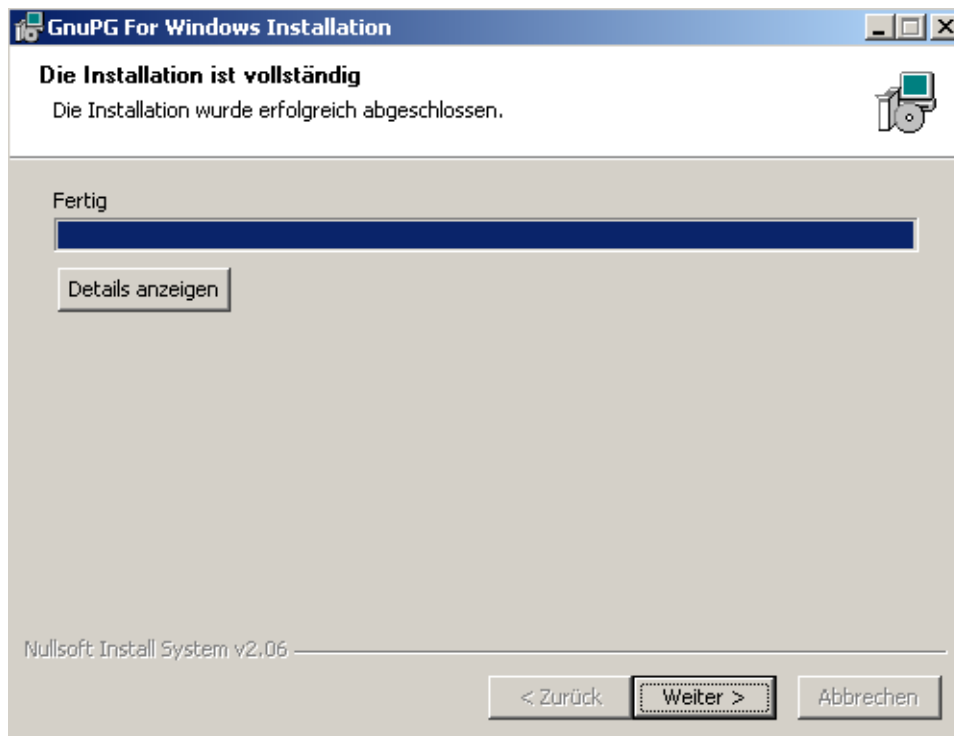 GnuPG For Windows Installation
Die Installation ist vollständig
Die Installation wurde erfolgreich abgeschlossen.
Fertig
Details anzeigen
Nullsoft Install System v2.06
< Zurück
Weiter >
Abbrechen